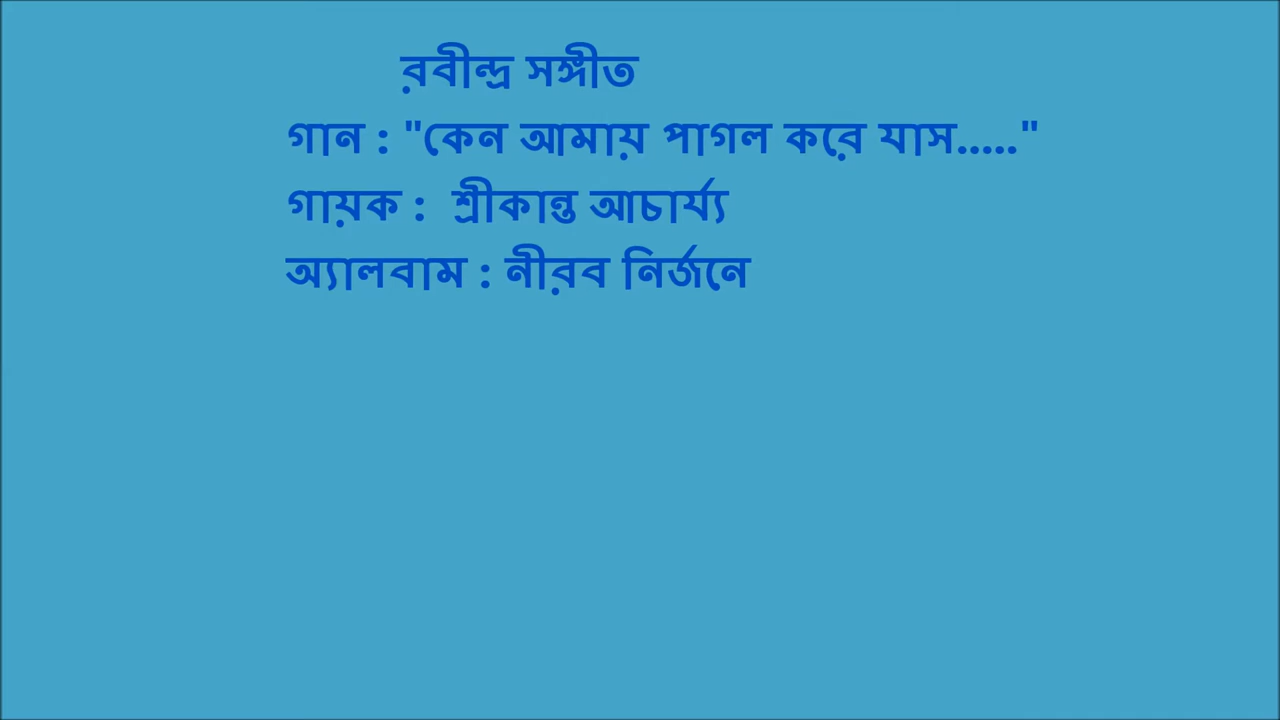 রবীন্দ্র সঙ্গীত
গান : "কেন আমায় পাগল করে যাস....."
গায়ক : শ্রীকান্ত আচার্য্য
অ্যালবাম : নীরব নির্জনে